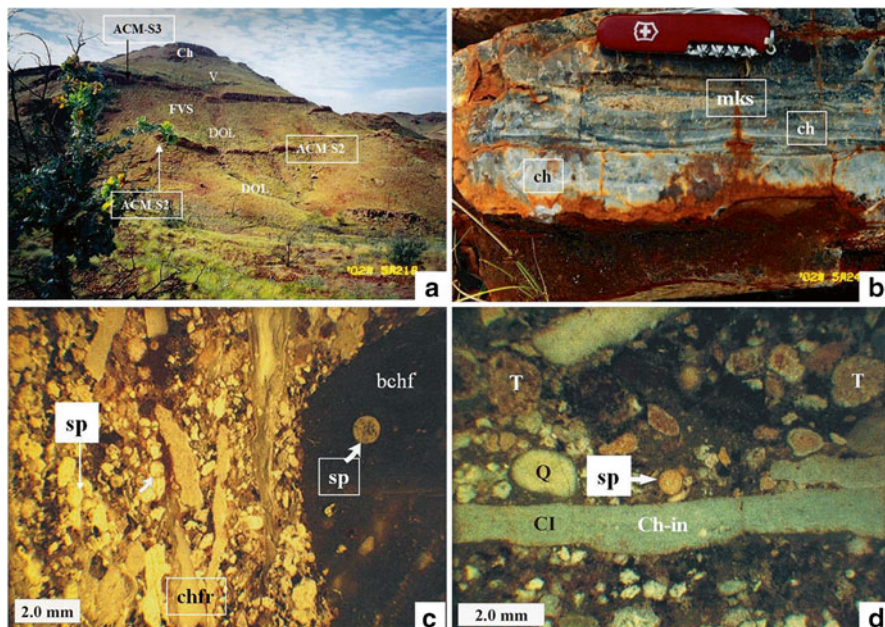 ACM-S3
Ch
V
FVS
DOL
ACM-S2
ACM-S2
DOL
a
mks
ch
ch
b
sp
bchf
sp
chfr
2.0 mm
c
T
T
Q
sp
CI
Ch-in
2.0 mm
d